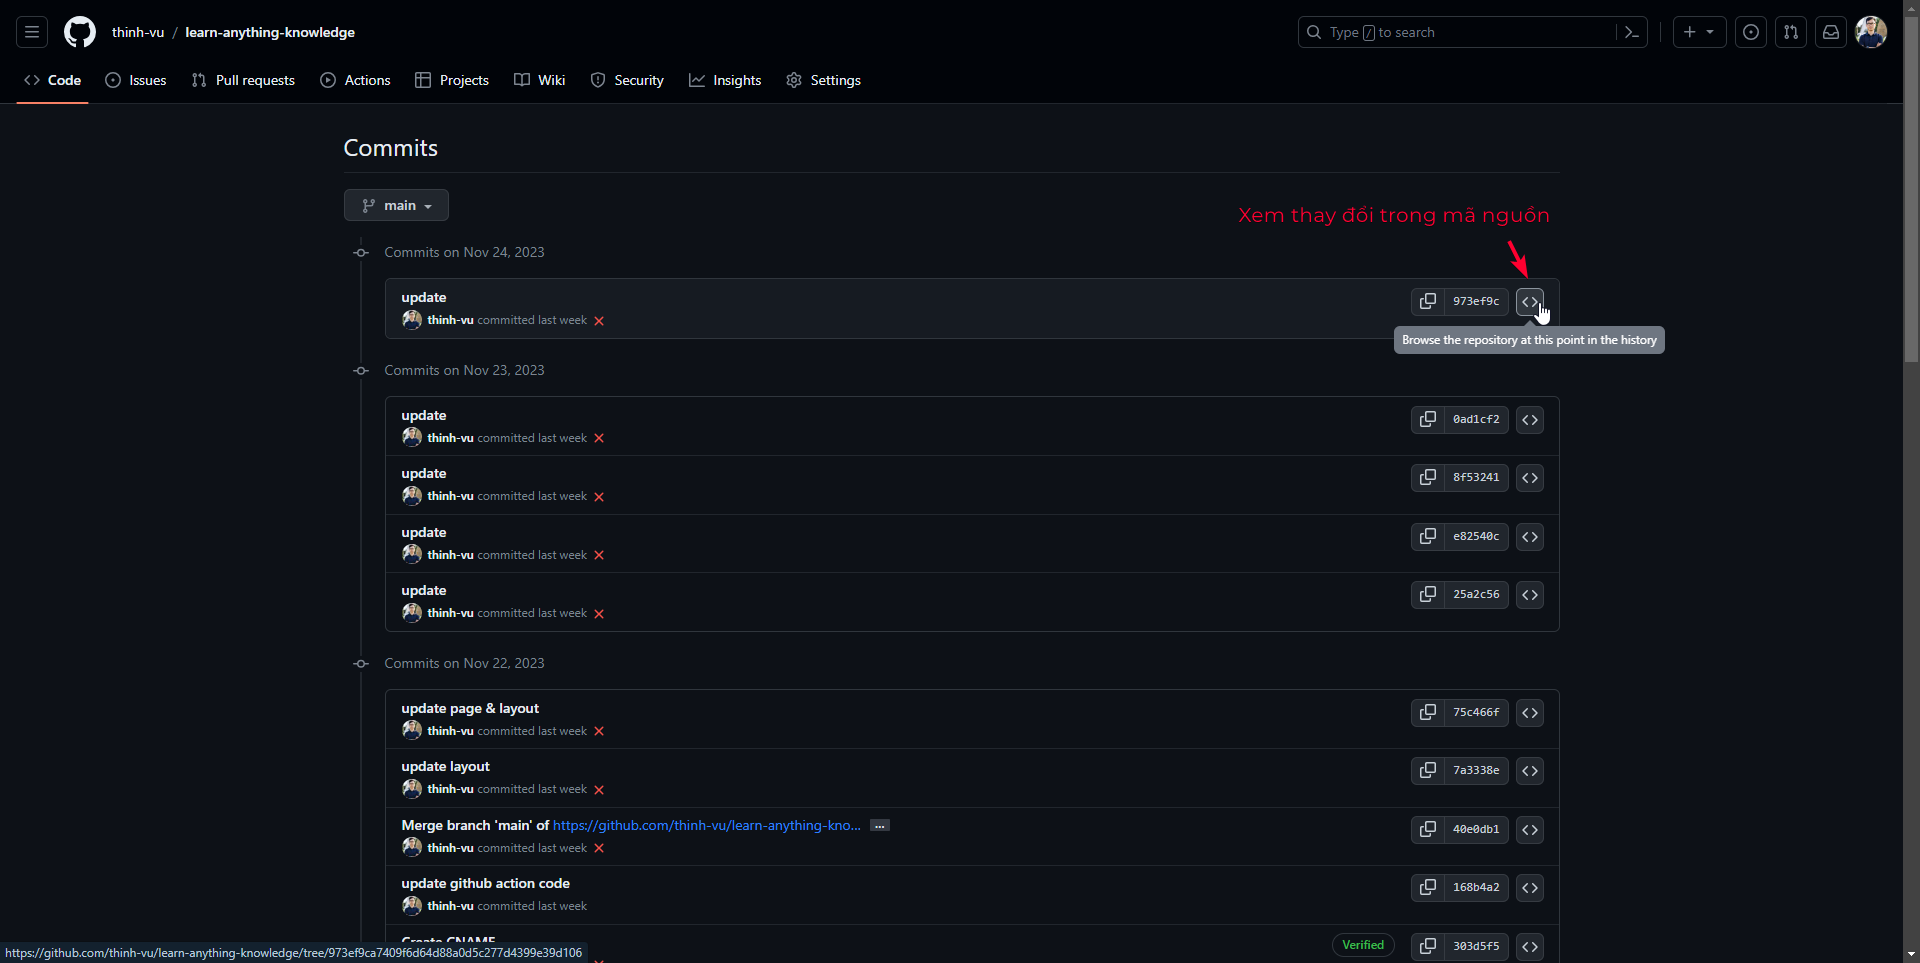 thinh-vu / learn-anything-knowledge
Type / to search
Code Issues Pull requests Actions Projects Wiki Security Insights Settings
Commits
main
Xem thay đổi trong mã nguồn
Commits on Nov 24, 2023
update
973ef9c
thinh-vu committed last week
Browse the repository at this point in the history
Commits on Nov 23, 2023
update
0ad1cf2
thinh-vu committed last week
update
8f53241
thinh-vu committed last week
update
e82540c
thinh-vu committed last week
update
25a2c56
thinh-vu committed last week
Commits on Nov 22, 2023
update page & layout
75c466f
thinh-vu committed last week
update layout
7a3338e
thinh-vu committed last week
Merge branch 'main' of https://github.com/thinh-vu/learn-anything-kno... ...
40e0db1
thinh-vu committed last week
update github action code
168b4a2
thinh-vu committed last week
Create CNAME
Verified 303d5f5
https://github.com/thinh-vu/learn-anything-knowledge/tree/973ef9ca7409f6d64d88a0d5c277d4399e39d106